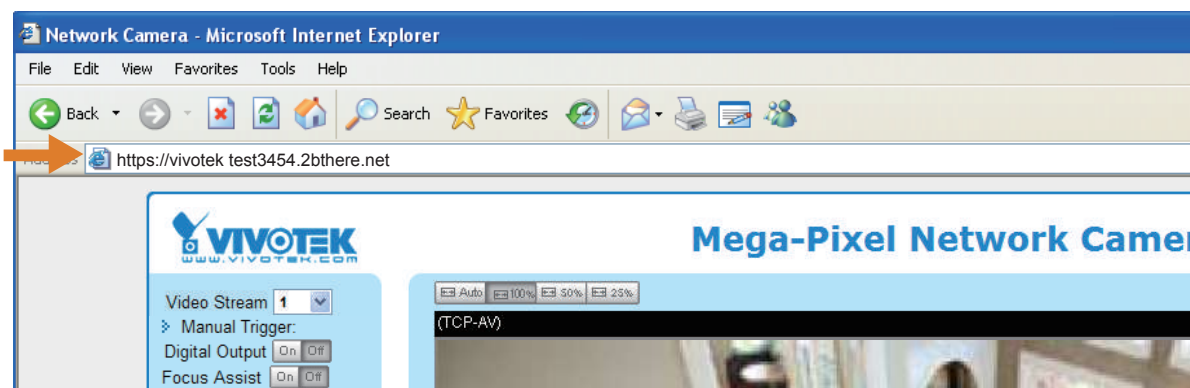 Network Camera - Microsoft Internet Explorer
File Edit View Favorites Tools Help
Back Search Favorites
https://vivotek test3454.2bthere.net
VIVOTEK
www.vivotek.com
Mega-Pixel Network Camer
Auto 100% 50% 25%
Video Stream 1
(TCP-AV)
Manual Trigger:
Digital Output On Off
Focus Assist On Off